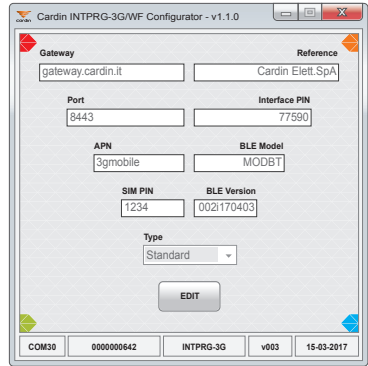 Cardin INTPRG-3G/WF Configurator - v1.1.0
Gateway Reference
gateway.cardin.it Cardin Elett.SpA
Port Interface PIN
8443 77590
APN BLE Model
3gmobile MODBT
SIM PIN BLE Version
1234 002i170403
Type
Standard
EDIT
COM30 0000000642 INTPRG-3G v003 15-03-2017